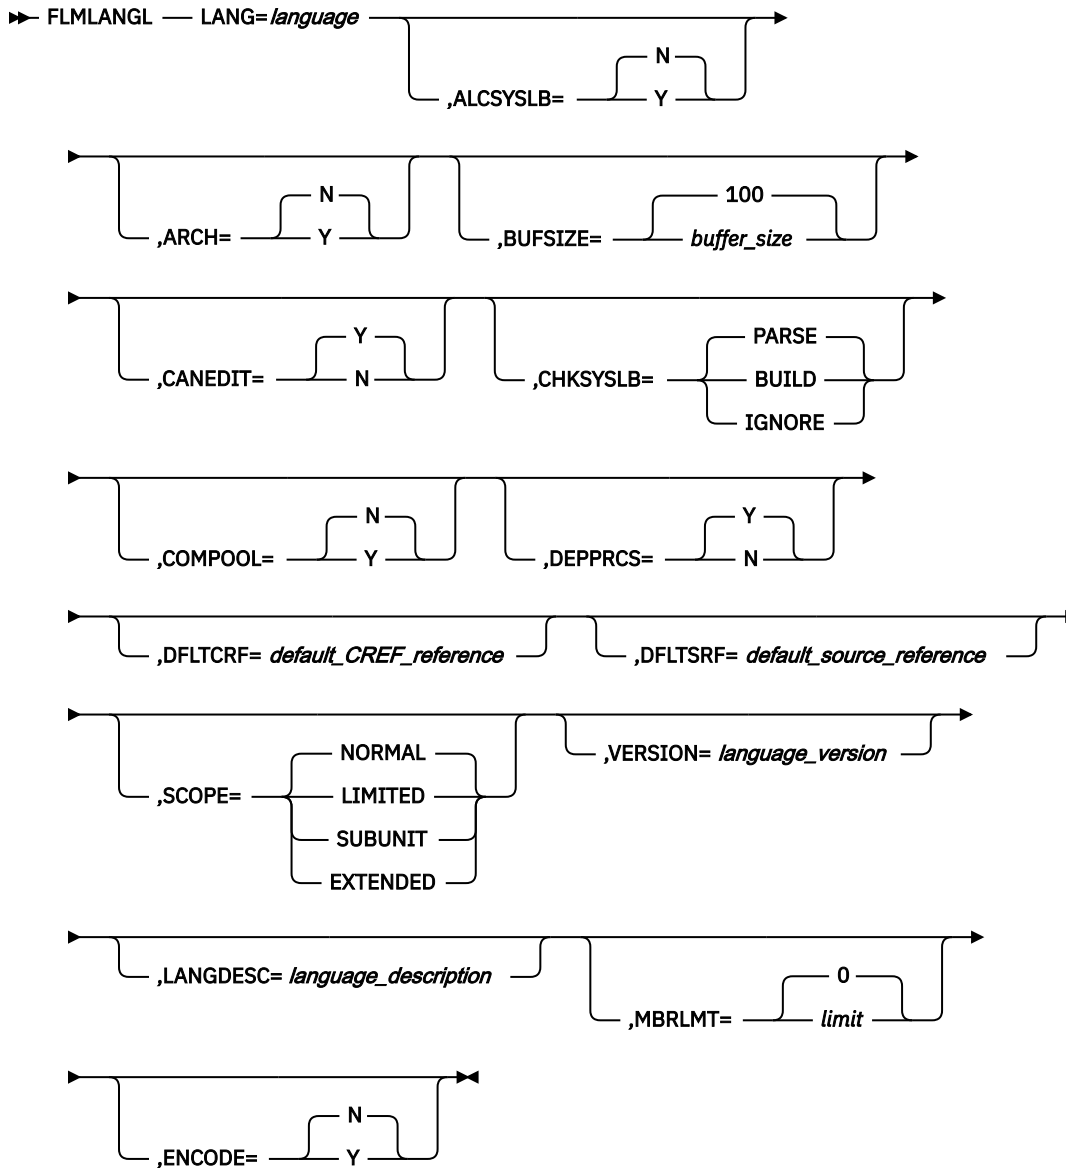 FLMLANGL LANG=language
N
,ALCSYSLB= Y
N 100
,ARCH= Y ,BUFSIZE= buffer_size
Y PARSE
,CANEDIT= N ,CHKSYSLB= BUILD
IGNORE
N Y
,COMPOOL= Y ,DEPPRCS= N
,DFLTCRF= default_CREF_reference ,DFLTSRF= default_source_reference
NORMAL ,VERSION= language_version
,SCOPE= LIMITED
SUBUNIT
EXTENDED
,LANGDESC= language_description 0
,MBRLMT= limit
N
,ENCODE= Y